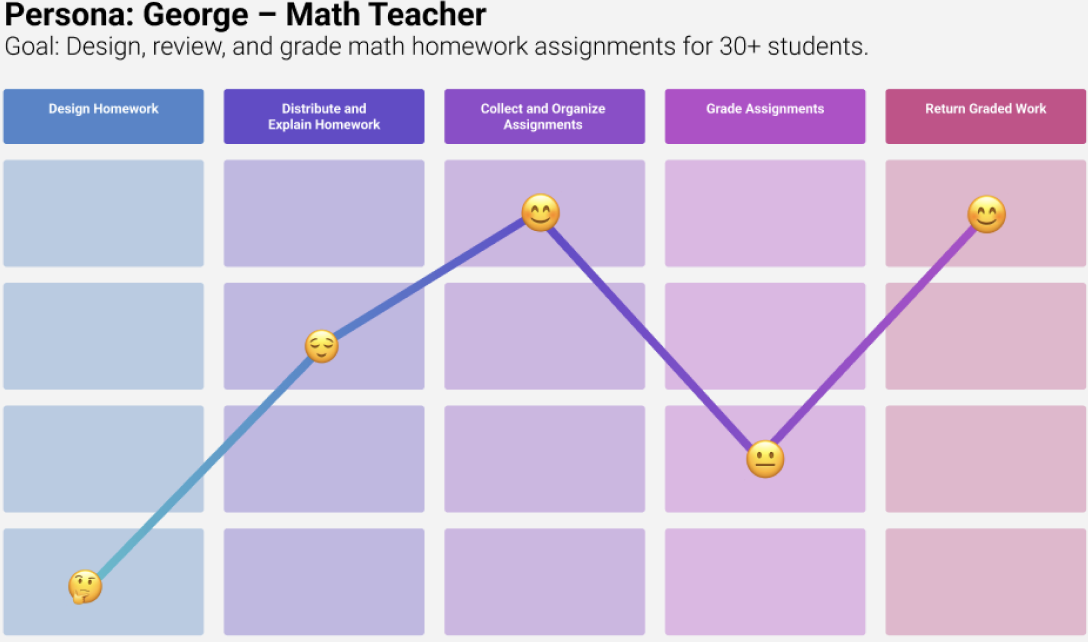 Persona: George – Math Teacher
Goal: Design, review, and grade math homework assignments for 30+ students.
Design Homework
Distribute and
Explain Homework
Collect and Organize
Assignments
Grade Assignments
Return Graded Work